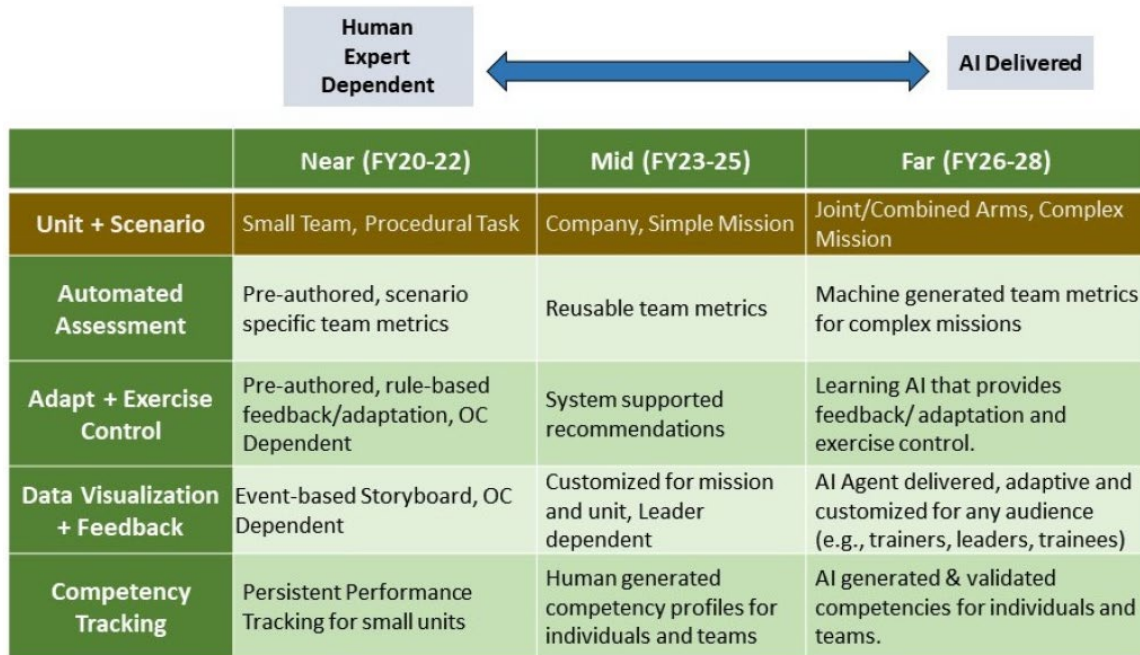 Human
Expert
Dependent
AI Delivered
Near (FY20-22)
Mid (FY23-25)
Far (FY26-28)
Unit + Scenario
Small Team, Procedural Task
Company, Simple Mission
Joint/Combined Arms, Complex
Mission
Automated
Assessment
Pre-authored, scenario
specific team metrics
Reusable team metrics
Machine generated team metrics
for complex missions
Adapt + Exercise
Control
Pre-authored, rule-based
feedback/adaptation, OC
Dependent
System supported
recommendations
Learning AI that provides
feedback/ adaptation and
exercise control.
Data Visualization
+ Feedback
Event-based Storyboard, OC
Dependent
Customized for mission
and unit, Leader
dependent
AI Agent delivered, adaptive and
customized for any audience
(e.g., trainers, leaders, trainees)
Competency
Tracking
Persistent Performance
Tracking for small units
Human generated
competency profiles for
individuals and teams
AI generated & validated
competencies for individuals and
teams.